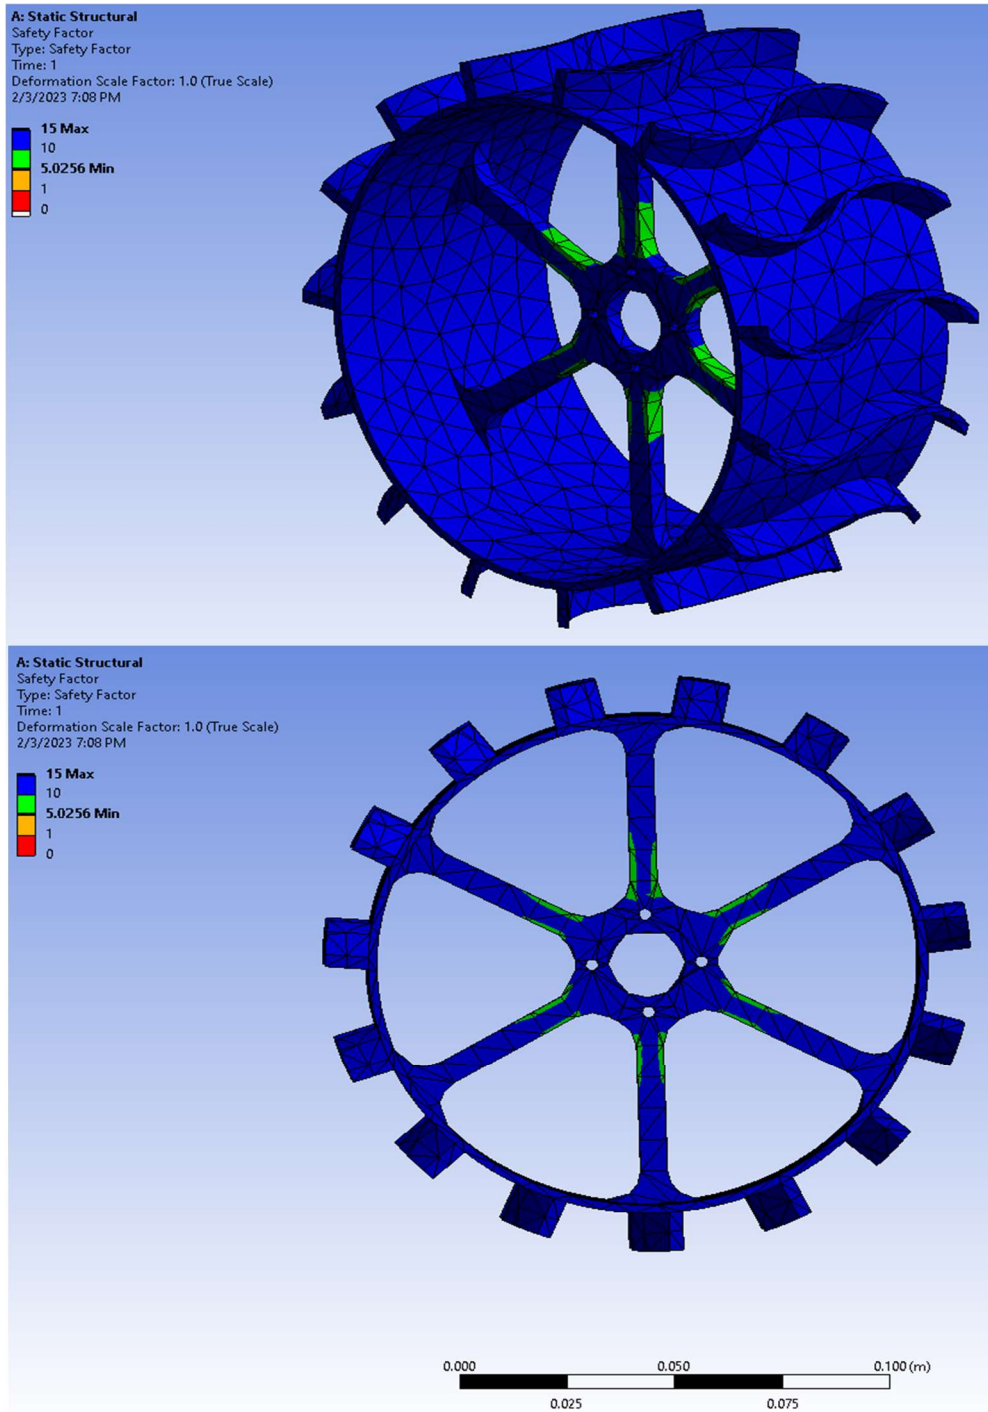 A: Static Structural
Safety Factor
Type: Safety Factor
Time: 1
Deformation Scale Factor: 1.0 (True Scale)
2/3/2023 7:08 PM
15 Max
10
5.0256 Min
1
0
A: Static Structural
Safety Factor
Type: Safety Factor
Time: 1
Deformation Scale Factor: 1.0 (True Scale)
2/3/2023 7:08 PM
15 Max
10
5.0256 Min
1
0
0.000 0.050 0.100 (m)
0.025 0.075